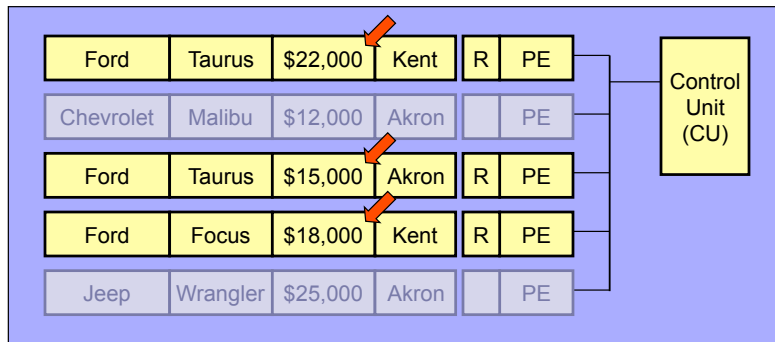 Ford Taurus $22,000 Kent R PE
Chevrolet Malibu $12,000 Akron PE
Ford Taurus $15,000 Akron R PE
Ford Focus $18,000 Kent R PE
Jeep Wrangler $25,000 Akron PE
Control
Unit
(CU)